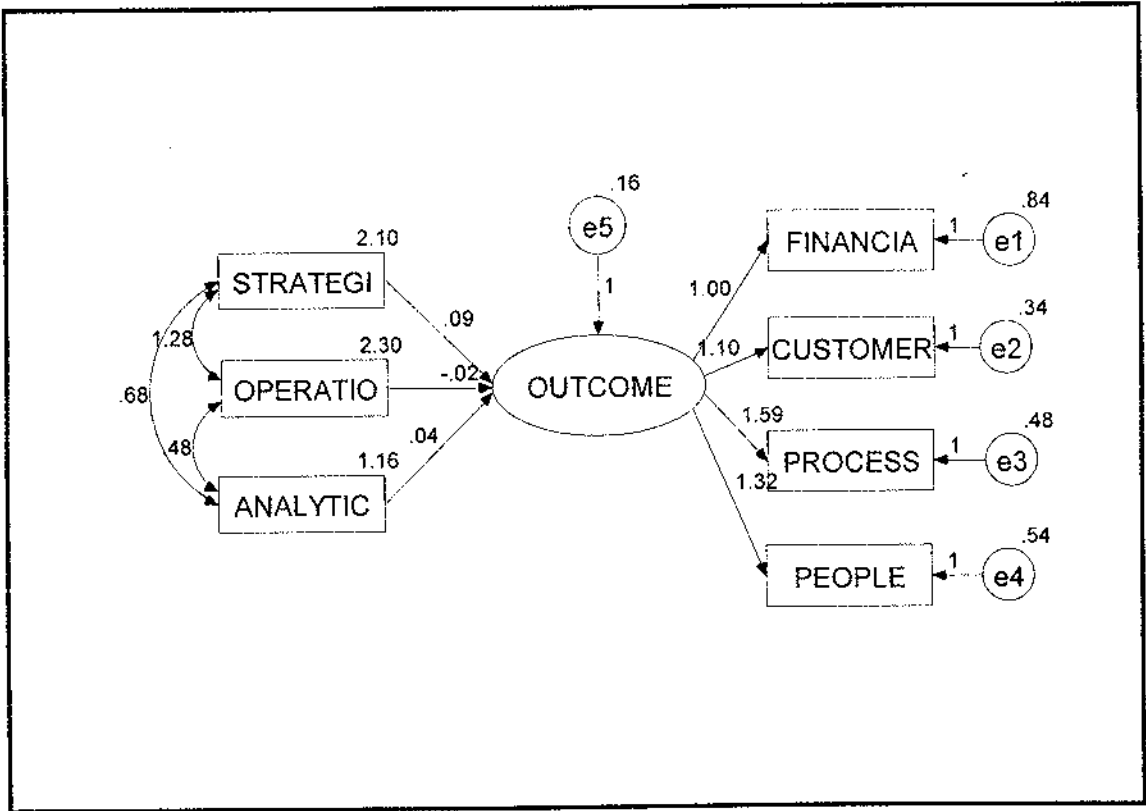 .16
e5
1
2.10
STRATEGI
.09
1.28
2.30
OPERATIO
-.02
.68
.48
1.16
ANALYTIC
.04
OUTCOME
.84
FINANCIA
1
e1
1.00
.34
CUSTOMER
1
e2
1.10
.48
PROCESS
1
e3
1.59
.54
PEOPLE
1
e4
1.32